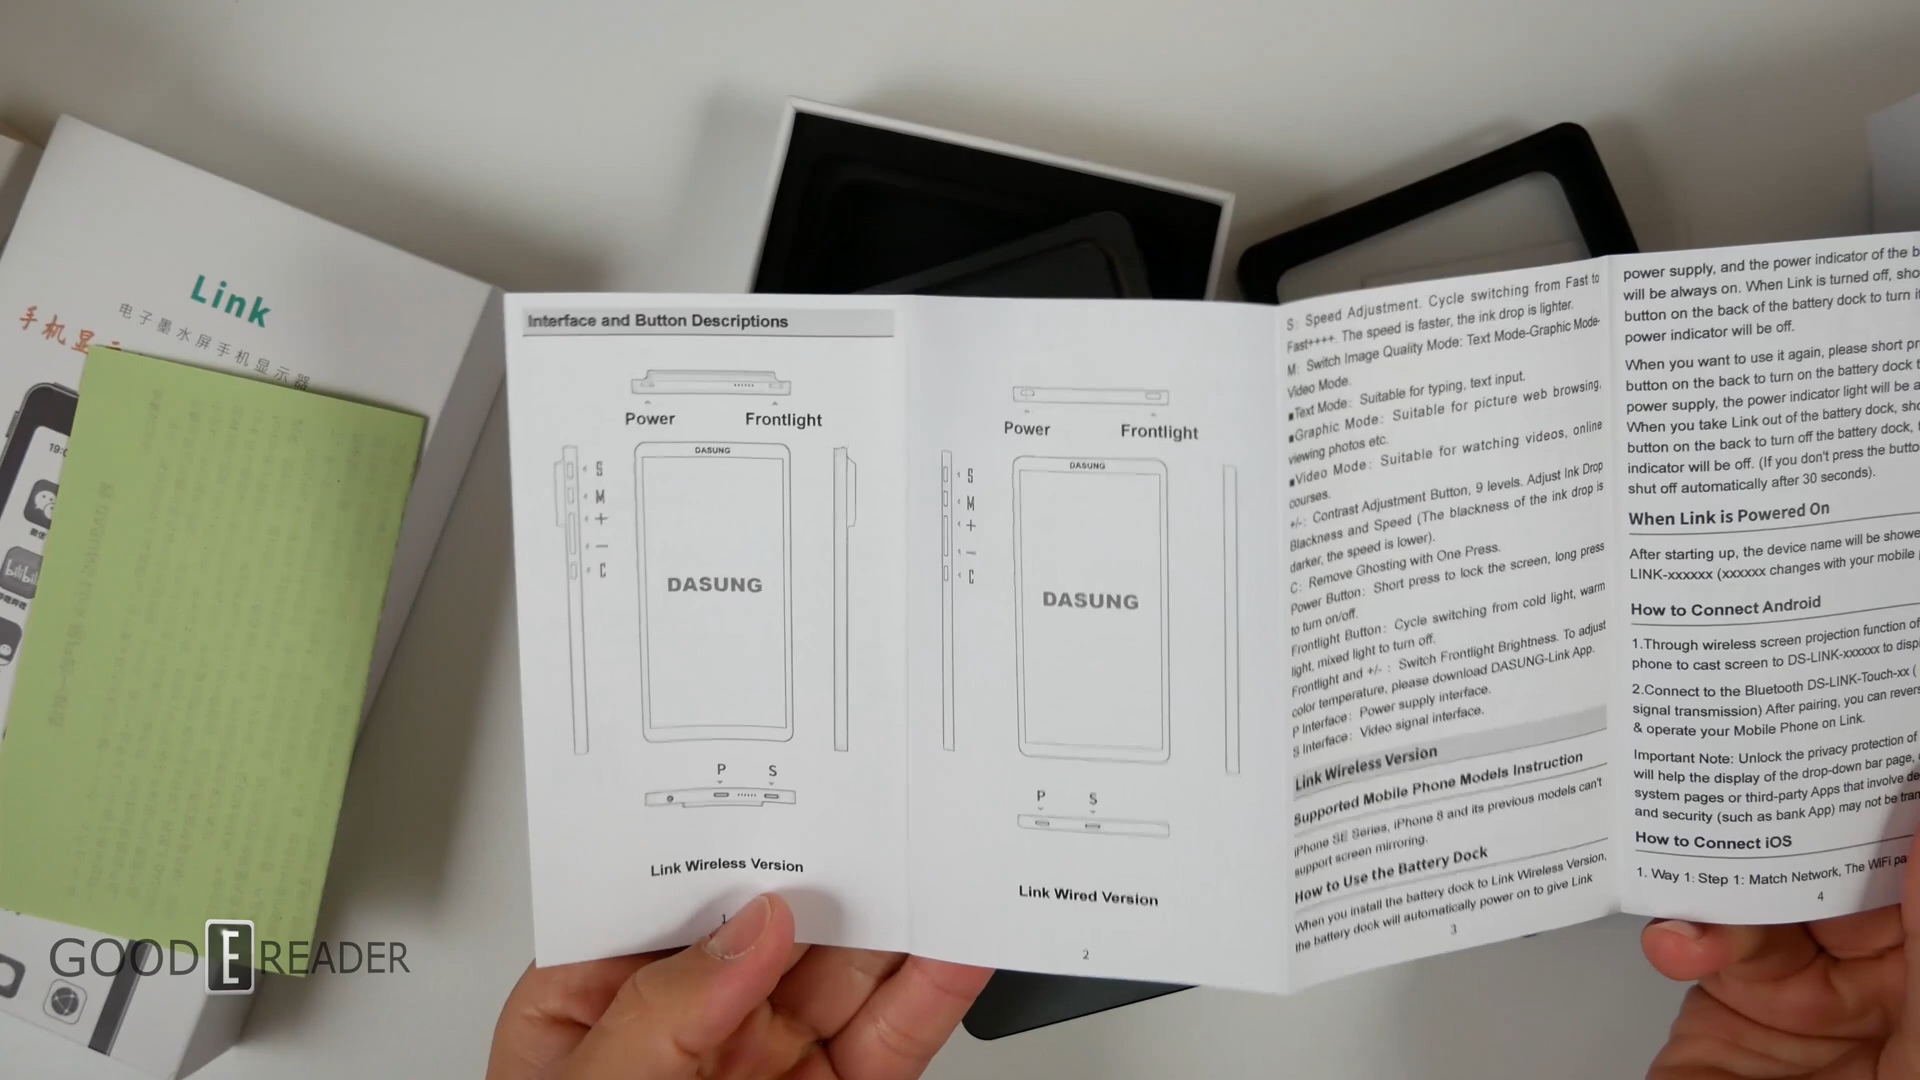 Link
电子墨水屏手机显示器
手机显
19:0
Interface and Button Descriptions
Power Frontlight
DASUNG
S
M
+
–
C
DASUNG
P S
Link Wireless Version
1
Power Frontlight
DASUNG
S
M
+
–
C
DASUNG
P S
Link Wired Version
2
S: Speed Adjustment. Cycle switching from Fast to
Fast++++. The speed is faster, the ink drop is lighter.
M: Switch Image Quality Mode: Text Mode-Graphic Mode-
Video Mode.
■Text Mode: Suitable for typing, text input.
■Graphic Mode: Suitable for picture web browsing,
viewing photos etc.
■Video Mode: Suitable for watching videos, online
courses.
+/-: Contrast Adjustment Button, 9 levels. Adjust Ink Drop
Blackness and Speed (The blackness of the ink drop is
darker, the speed is lower).
C: Remove Ghosting with One Press.
Power Button: Short press to lock the screen, long press
to turn on/off.
Frontlight Button: Cycle switching from cold light, warm
light, mixed light to turn off.
Frontlight and +/- : Switch Frontlight Brightness. To adjust
color temperature, please download DASUNG-Link App.
P Interface: Power supply interface.
S Interface: Video signal interface.
Link Wireless Version
Supported Mobile Phone Models Instruction
iPhone SE Series, iPhone 8 and its previous models can't
support screen mirroring.
How to Use the Battery Dock
When you install the battery dock to Link Wireless Version,
the battery dock will automatically power on to give Link
3
power supply, and the power indicator of the b
will be always on. When Link is turned off, sho
button on the back of the battery dock to turn i
power indicator will be off.
When you want to use it again, please short pr
button on the back to turn on the battery dock t
power supply, the power indicator light will be a
When you take Link out of the battery dock, sho
button on the back to turn off the battery dock,
indicator will be off. (If you don't press the butto
shut off automatically after 30 seconds).
When Link is Powered On
After starting up, the device name will be showe
LINK-xxxxxx (xxxxxx changes with your mobile
How to Connect Android
1.Through wireless screen projection function of
phone to cast screen to DS-LINK-xxxxxx to disp
2.Connect to the Bluetooth DS-LINK-Touch-xx (
signal transmission) After pairing, you can revers
& operate your Mobile Phone on Link.
Important Note: Unlock the privacy protection of
will help the display of the drop-down bar page,
system pages or third-party Apps that involve de
and security (such as bank App) may not be tran
How to Connect iOS
1. Way 1: Step 1: Match Network, The WiFi pa
4
GOOD E READER